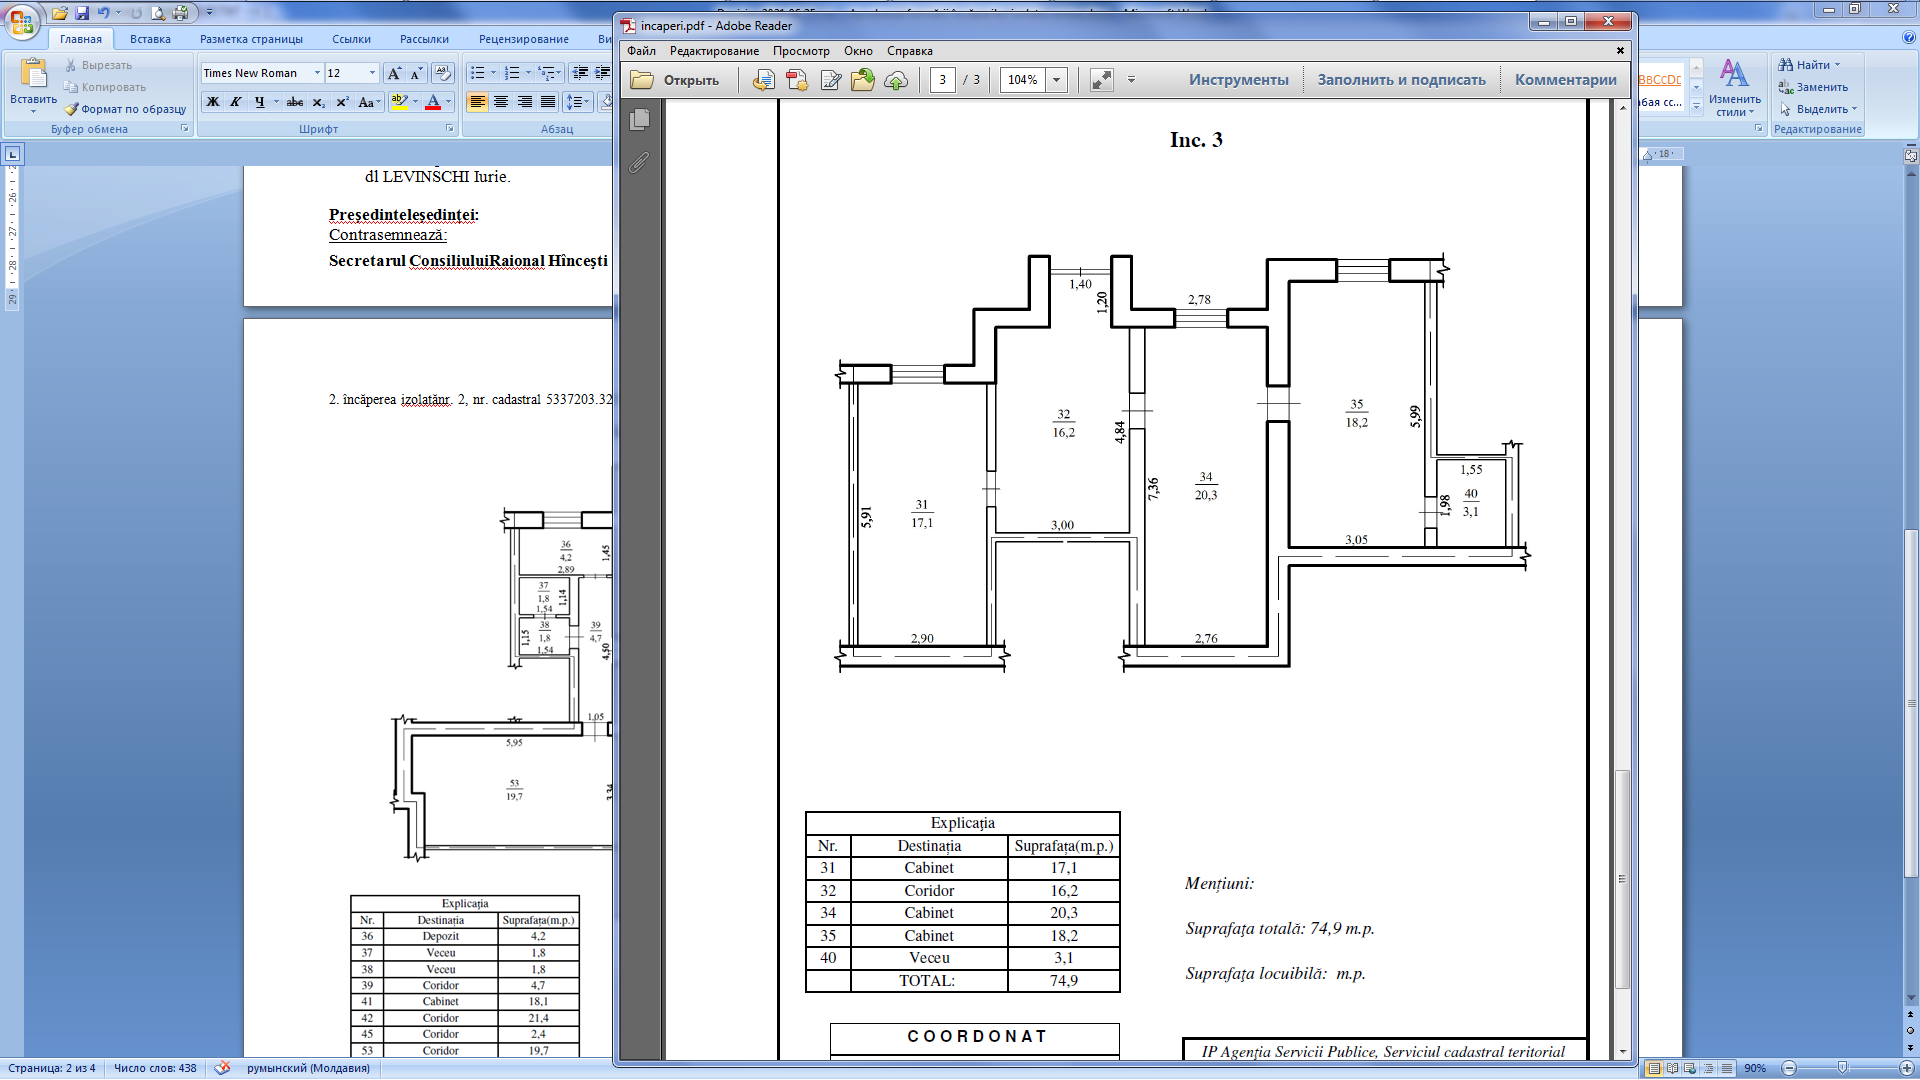 Главная
Вставка
Разметка страницы
Ссылки
Рассылки
Рецензирование
Ви
Вставить
Вырезать
Копировать
Формат по образцу
Буфер обмена
Times New Roman
12
Шрифт
Абзац
Изменить стили
Найти
Заменить
Выделить
Редактирование
incaperi.pdf - Adobe Reader
Файл Редактирование Просмотр Окно Справка
Открыть
3 / 3
104%
Инструменты
Заполнить и подписать
Комментарии
dl LEVINSCHI Iurie.
Preşedinteleşedinţei:
Contrasemnează:
Secretarul ConsiliuluiRaional Hînceşti
2. încăperea izolatănr. 2, nr. cadastral 5337203.32
36
4,2
1,45
2,89
37
1,8
1,14
1,54
38
1,8
1,15
1,54
39
4,7
4,50
1,05
5,95
53
19,7
Explicația
Nr. Destinația Suprafața(m.p.)
36 Depozit 4,2
37 Veceu 1,8
38 Veceu 1,8
39 Coridor 4,7
41 Cabinet 18,1
42 Coridor 21,4
45 Coridor 2,4
53 Coridor 19,7
Inc. 3
1,40
1,20
2,78
32
16,2
4,84
35
18,2
5,99
31
17,1
5,91
34
20,3
7,36
1,55
40
3,1
1,98
3,00
3,05
2,90
2,76
Explicația
Nr. Destinația Suprafața(m.p.)
31 Cabinet 17,1
32 Coridor 16,2
34 Cabinet 20,3
35 Cabinet 18,2
40 Veceu 3,1
TOTAL: 74,9
Mențiuni:
Suprafața totală: 74,9 m.p.
Suprafața locuibilă: m.p.
COORDONAT
IP Agenția Servicii Publice, Serviciul cadastral teritorial
Страница: 2 из 4
Число слов: 438
румынский (Молдавия)
90%